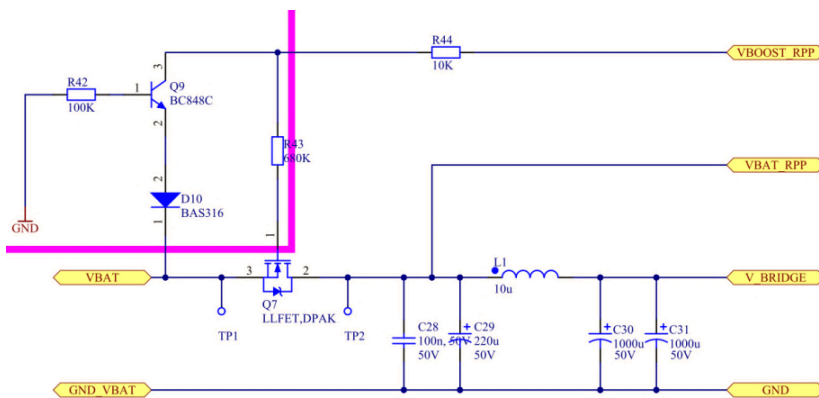 R44
10K
VBOOST_RPP
3
Q9
BC848C
R42
100K
1
2
R43
680K
VBAT_RPP
2
D10
BAS316
1
GND
1
VBAT
3
2
L1
10u
V_BRIDGE
Q7
LLFET,DPAK
TP1
TP2
C28
100n, 50V
50V
C29
220u
50V
C30
1000u
50V
C31
1000u
50V
GND_VBAT
GND